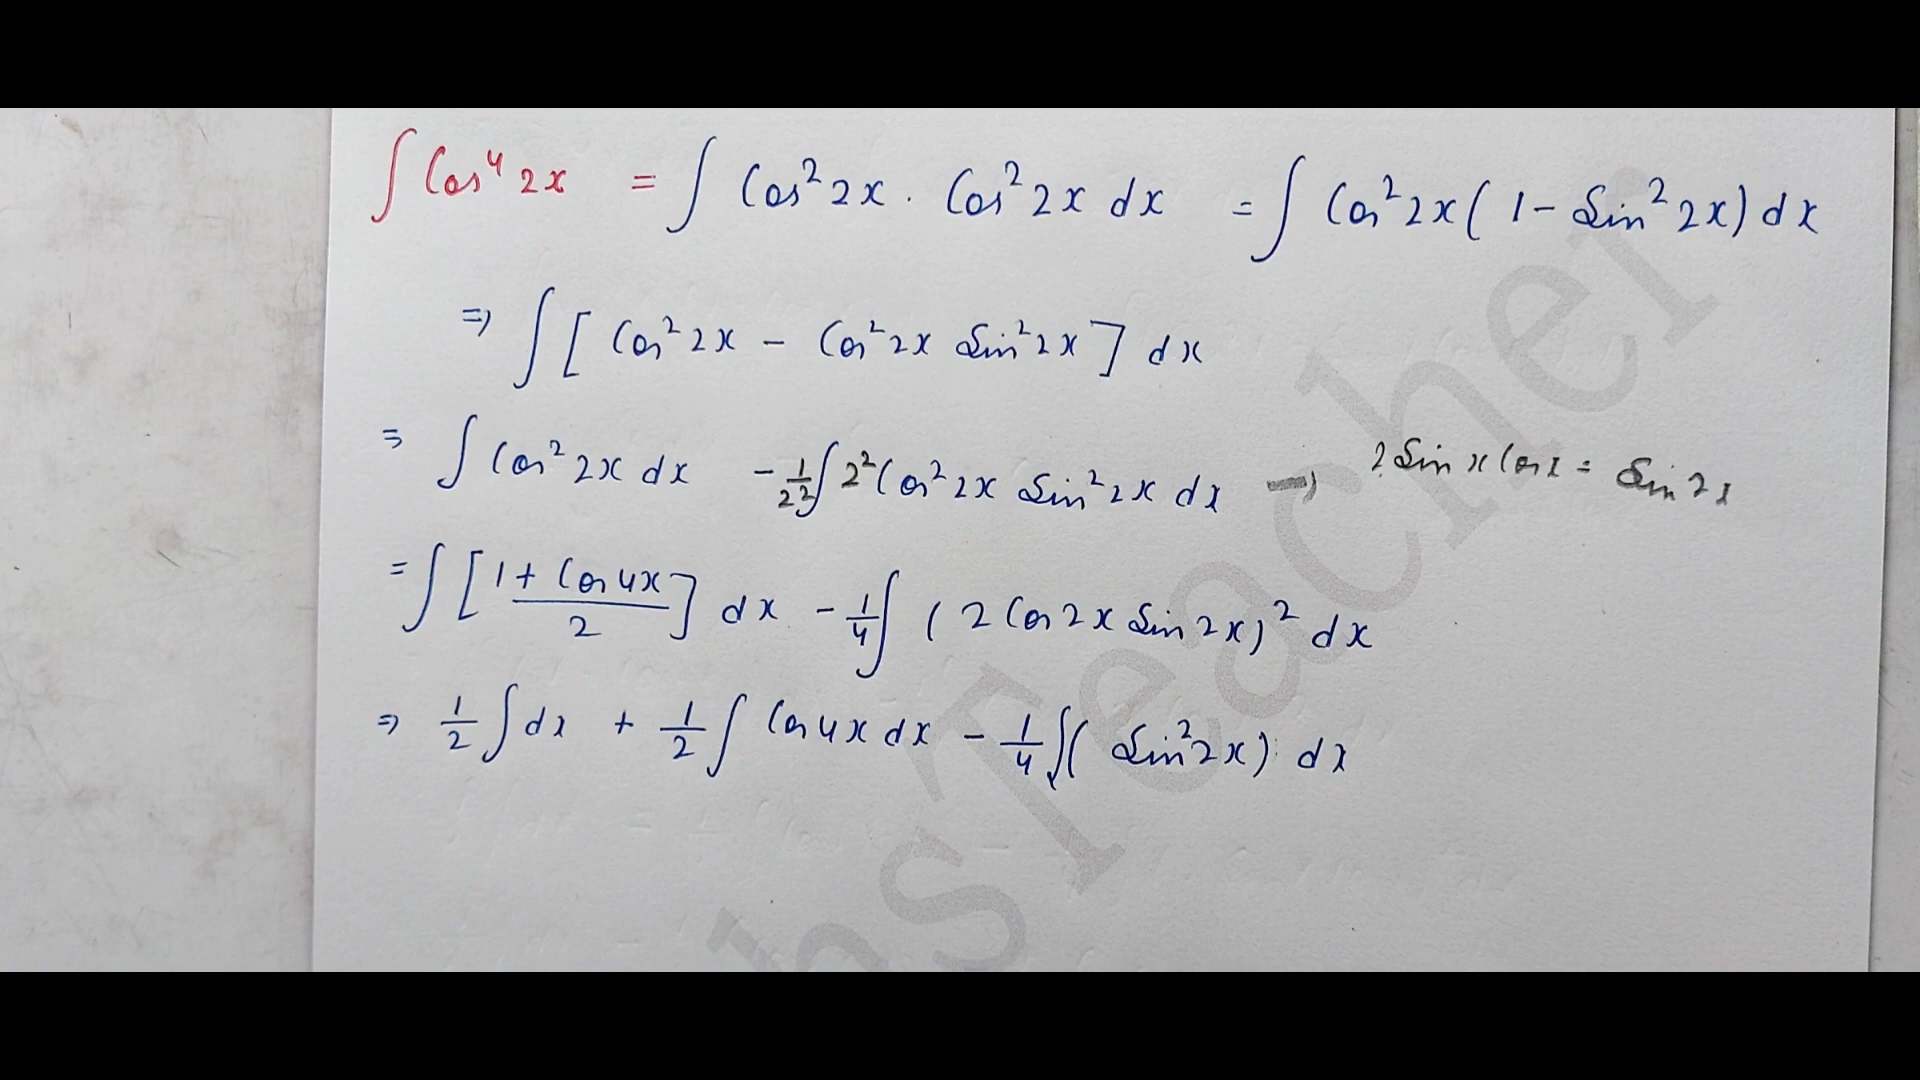 ∫ Cos⁴ 2x = ∫ Cos² 2x . Cos² 2x dx = ∫ Cos² 2x ( 1 - Sin² 2x) dx
⇒ ∫ [ Cos² 2x - Cos² 2x Sin² 2x ] dx
⇒ ∫ Cos² 2x dx - 1/2² ∫ 2² Cos² 2x Sin² 2x dx → 2 Sin x Cos x = Sin 2x
= ∫ [ (1 + Cos 4x)/2 ] dx - 1/4 ∫ ( 2 Cos 2x Sin 2x)² dx
⇒ 1/2 ∫ dx + 1/2 ∫ Cos 4x dx - 1/4 ∫ ( Sin² 2x) dx
hsTeacher